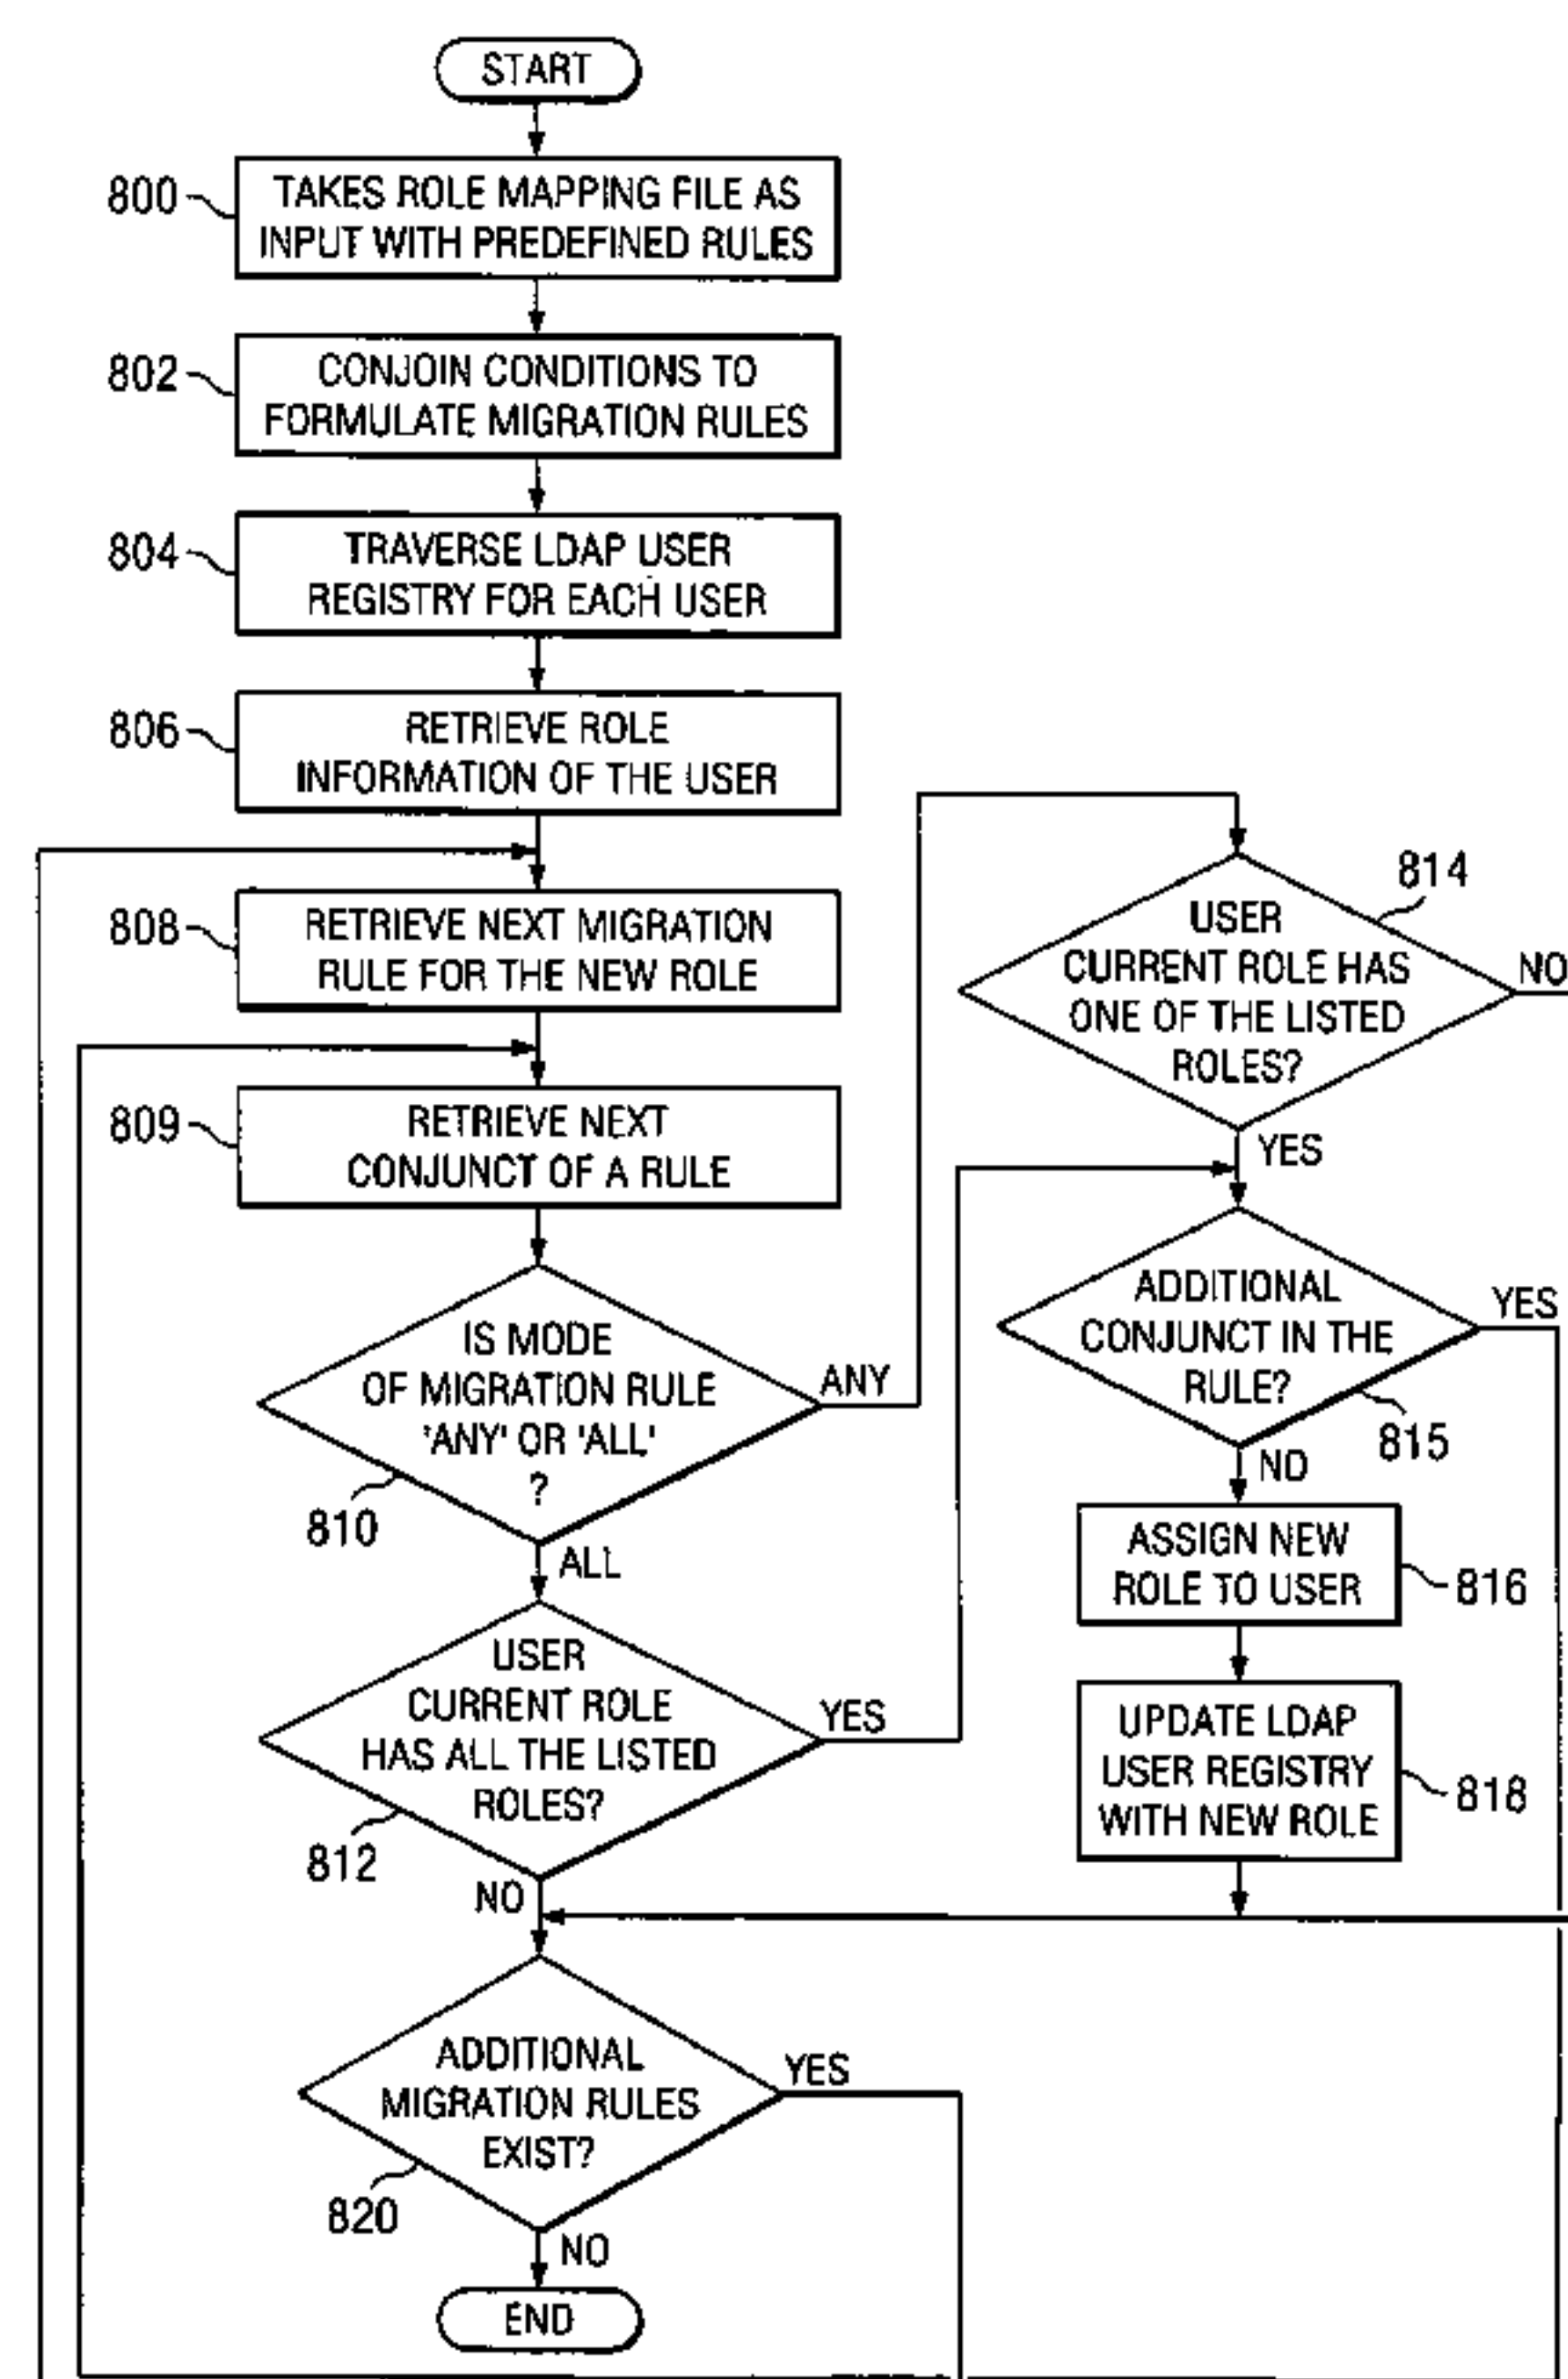 START
800
TAKES ROLE MAPPING FILE AS
INPUT WITH PREDEFINED RULES
802
CONJOIN CONDITIONS TO
FORMULATE MIGRATION RULES
804
TRAVERSE LDAP USER
REGISTRY FOR EACH USER
806
RETRIEVE ROLE
INFORMATION OF THE USER
808
RETRIEVE NEXT MIGRATION
RULE FOR THE NEW ROLE
809
RETRIEVE NEXT
CONJUNCT OF A RULE
IS MODE
OF MIGRATION RULE
'ANY' OR 'ALL'
?
810
ANY
ALL
USER
CURRENT ROLE
HAS ALL THE LISTED
ROLES?
812
YES
NO
814
USER
CURRENT ROLE HAS
ONE OF THE LISTED
ROLES?
NO
YES
ADDITIONAL
CONJUNCT IN THE
RULE?
815
YES
NO
ASSIGN NEW
ROLE TO USER
816
UPDATE LDAP
USER REGISTRY
WITH NEW ROLE
818
ADDITIONAL
MIGRATION RULES
EXIST?
820
YES
NO
END